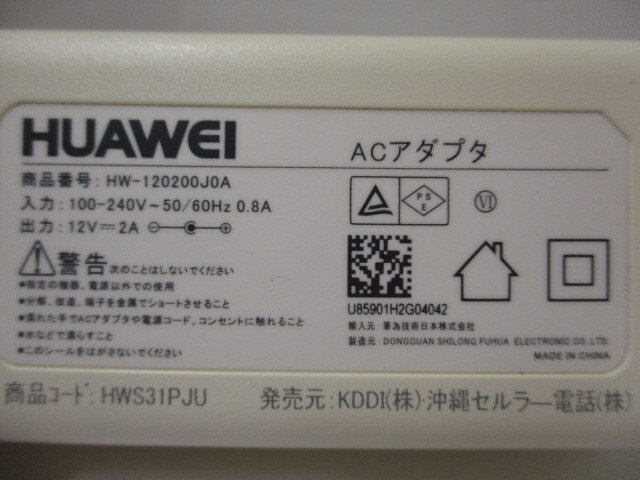 HUAWEI
ACアダプタ
商品番号: HW-120200J0A
入力: 100-240V~50/60Hz 0.8A
出力: 12V⎓2A
PS
E
VI
警告 次のことはしないでください
●指定の機器、電源以外での使用
●分解、改造、端子を金属でショートさせること
●濡れた手でACアダプタや電源コード、コンセントに触れること
●水などで濡らすこと
●このシールをはがさないでください
U85901H2G04042
輸入元: 華為技術日本株式会社
製造元: DONGGUAN SHILONG FUHUA ELECTRONIC CO.,LTD.
MADE IN CHINA
商品コード: HWS31PJU 発売元: KDDI(株)・沖縄セルラー電話(株)